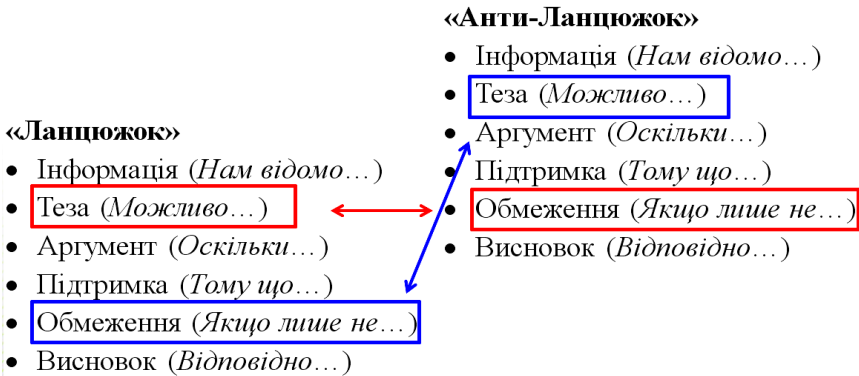 «Ланцюжок»
• Інформація (Нам відомо…)
• Теза (Можливо…)
• Аргумент (Оскільки…)
• Підтримка (Тому що…)
• Обмеження (Якщо лише не…)
• Висновок (Відповідно…)
«Анти-Ланцюжок»
• Інформація (Нам відомо…)
• Теза (Можливо…)
• Аргумент (Оскільки…)
• Підтримка (Тому що…)
• Обмеження (Якщо лише не…)
• Висновок (Відповідно…)